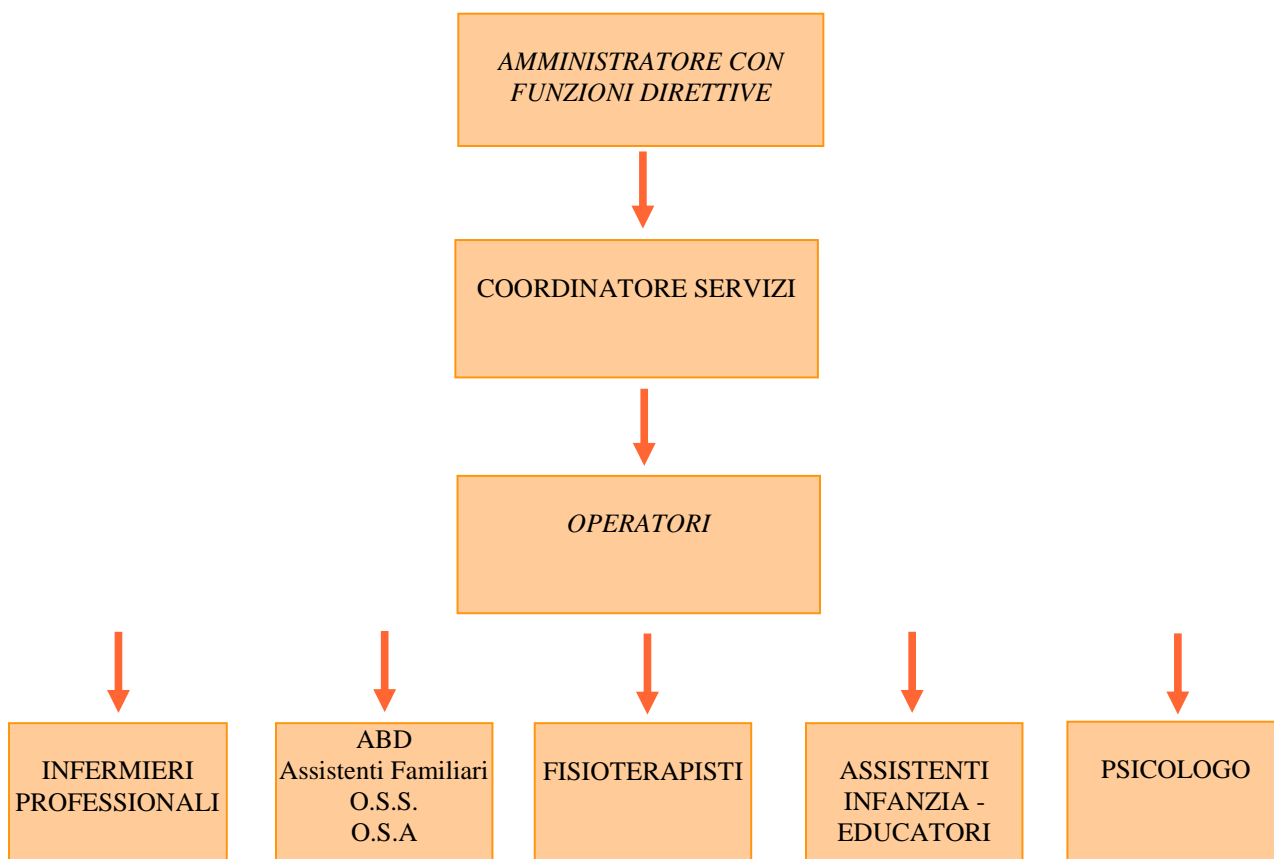 AMMINISTRATORE CON
FUNZIONI DIRETTIVE
COORDINATORE SERVIZI
OPERATORI
INFERMIERI
PROFESSIONALI
ABD
Assistenti Familiari
O.S.S.
O.S.A
FISIOTERAPISTI
ASSISTENTI
INFANZIA -
EDUCATORI
PSICOLOGO